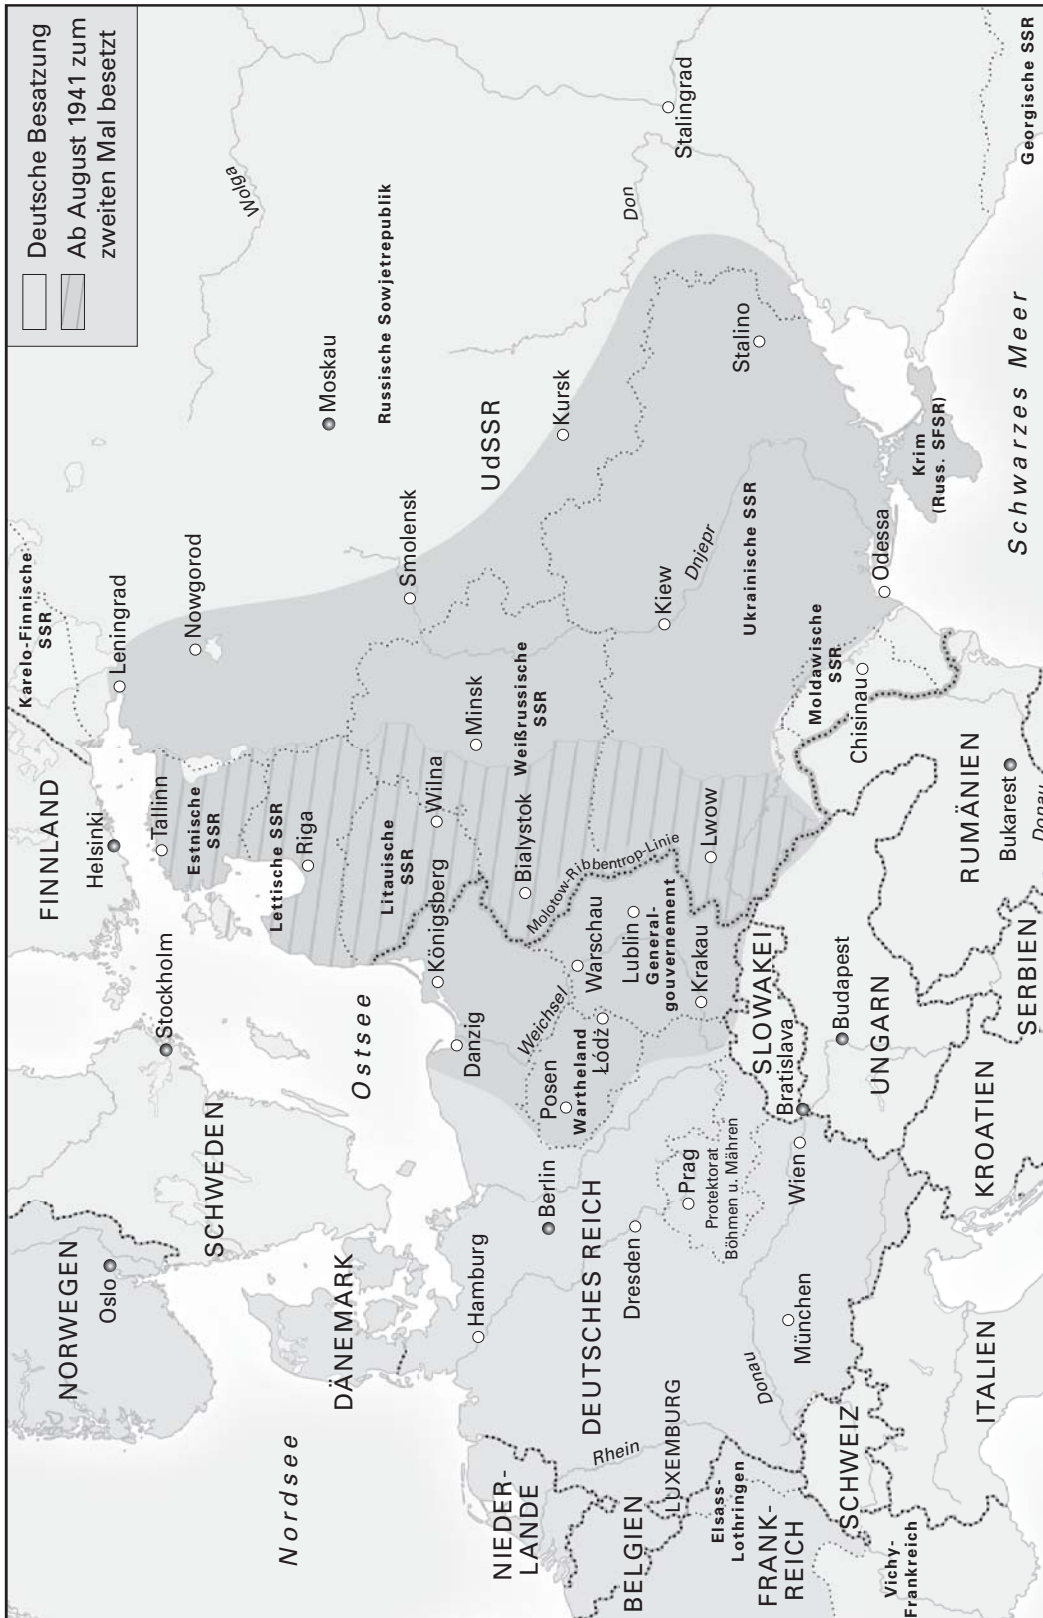 Deutsche Besatzung
Ab August 1941 zum
zweiten Mal besetzt
NORWEGEN
Oslo
SCHWEDEN
Stockholm
FINNLAND
Helsinki
Karelo-Finnische
SSR
Leningrad
Nowgorod
Wolga
Nordsee
DÄNEMARK
Ostsee
Tallinn
Estnische
SSR
Lettische SSR
Riga
Litauische
SSR
Wilna
Moskau
Russische Sowjetrepublik
Smolensk
UdSSR
Hamburg
Danzig
Königsberg
Minsk
Weißrussische
SSR
Bialystok
Kursk
Don
Stalingrad
NIEDER-
LANDE
Berlin
Posen
Wartheland
Weichsel
Łódź
Warschau
Molotow-Ribbentrop-Linie
DEUTSCHES REICH
Rhein
Dresden
Lublin
General-
gouvernement
Krakau
Lwow
Kiew
Dnjepr
Ukrainische SSR
Stalino
BELGIEN
LUXEMBURG
Elsass-
Lothringen
FRANK-
REICH
Prag
Protektorat
Böhmen u. Mähren
Donau
München
Wien
SLOWAKEI
Bratislava
Budapest
UNGARN
Moldawische
SSR
Chisinau
Odessa
Krim
(Russ. SFSR)
SCHWEIZ
Vichy-
Frankreich
ITALIEN
KROATIEN
SERBIEN
RUMÄNIEN
Bukarest
Donau
Schwarzes Meer
Georgische SSR